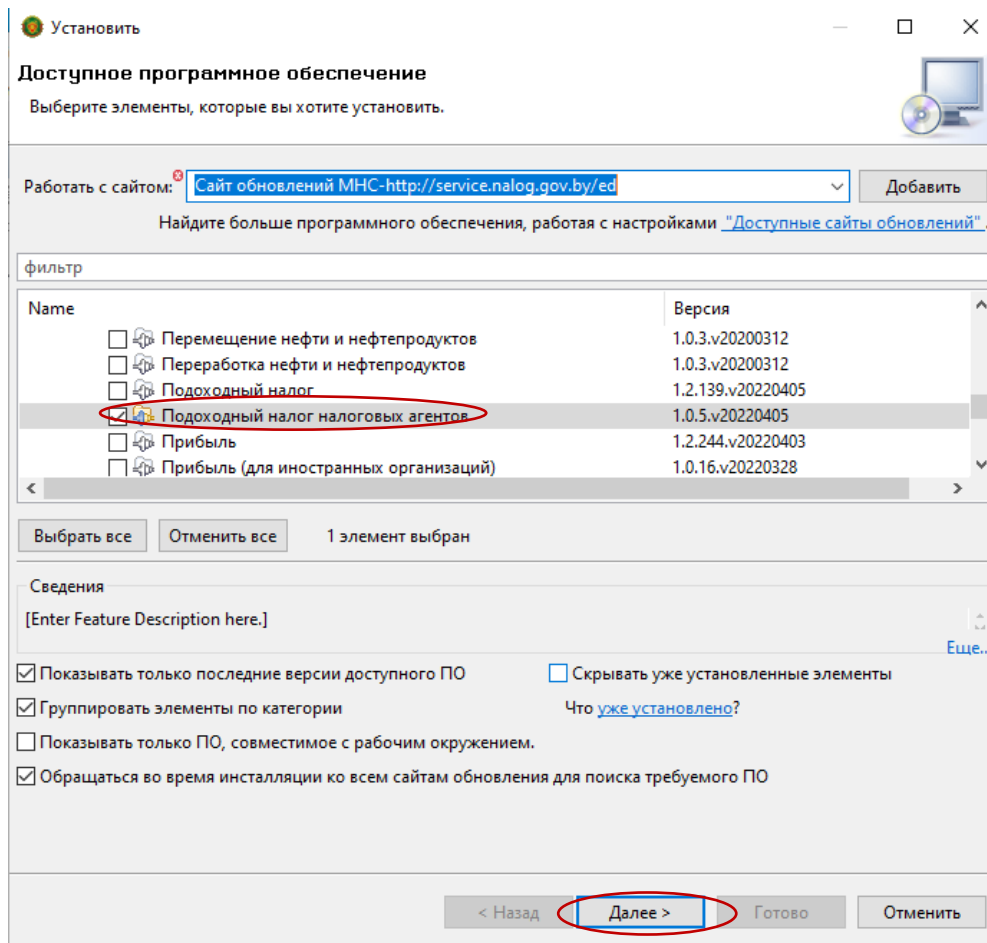 Установить
Доступное программное обеспечение
Выберите элементы, которые вы хотите установить.
Работать с сайтом: Сайт обновлений МНС-http://service.nalog.gov.by/ed Добавить
Найдите больше программного обеспечения, работая с настройками "Доступные сайты обновлений".
фильтр
Name Версия
Перемещение нефти и нефтепродуктов 1.0.3.v20200312
Переработка нефти и нефтепродуктов 1.0.3.v20200312
Подоходный налог 1.2.139.v20220405
Подоходный налог налоговых агентов 1.0.5.v20220405
Прибыль 1.2.244.v20220403
Прибыль (для иностранных организаций) 1.0.16.v20220328
Выбрать все Отменить все 1 элемент выбран
Сведения
[Enter Feature Description here.]
Еще..
Показывать только последние версии доступного ПО Скрывать уже установленные элементы
Группировать элементы по категории Что уже установлено?
Показывать только ПО, совместимое с рабочим окружением.
Обращаться во время инсталляции ко всем сайтам обновления для поиска требуемого ПО
< Назад Далее > Готово Отменить